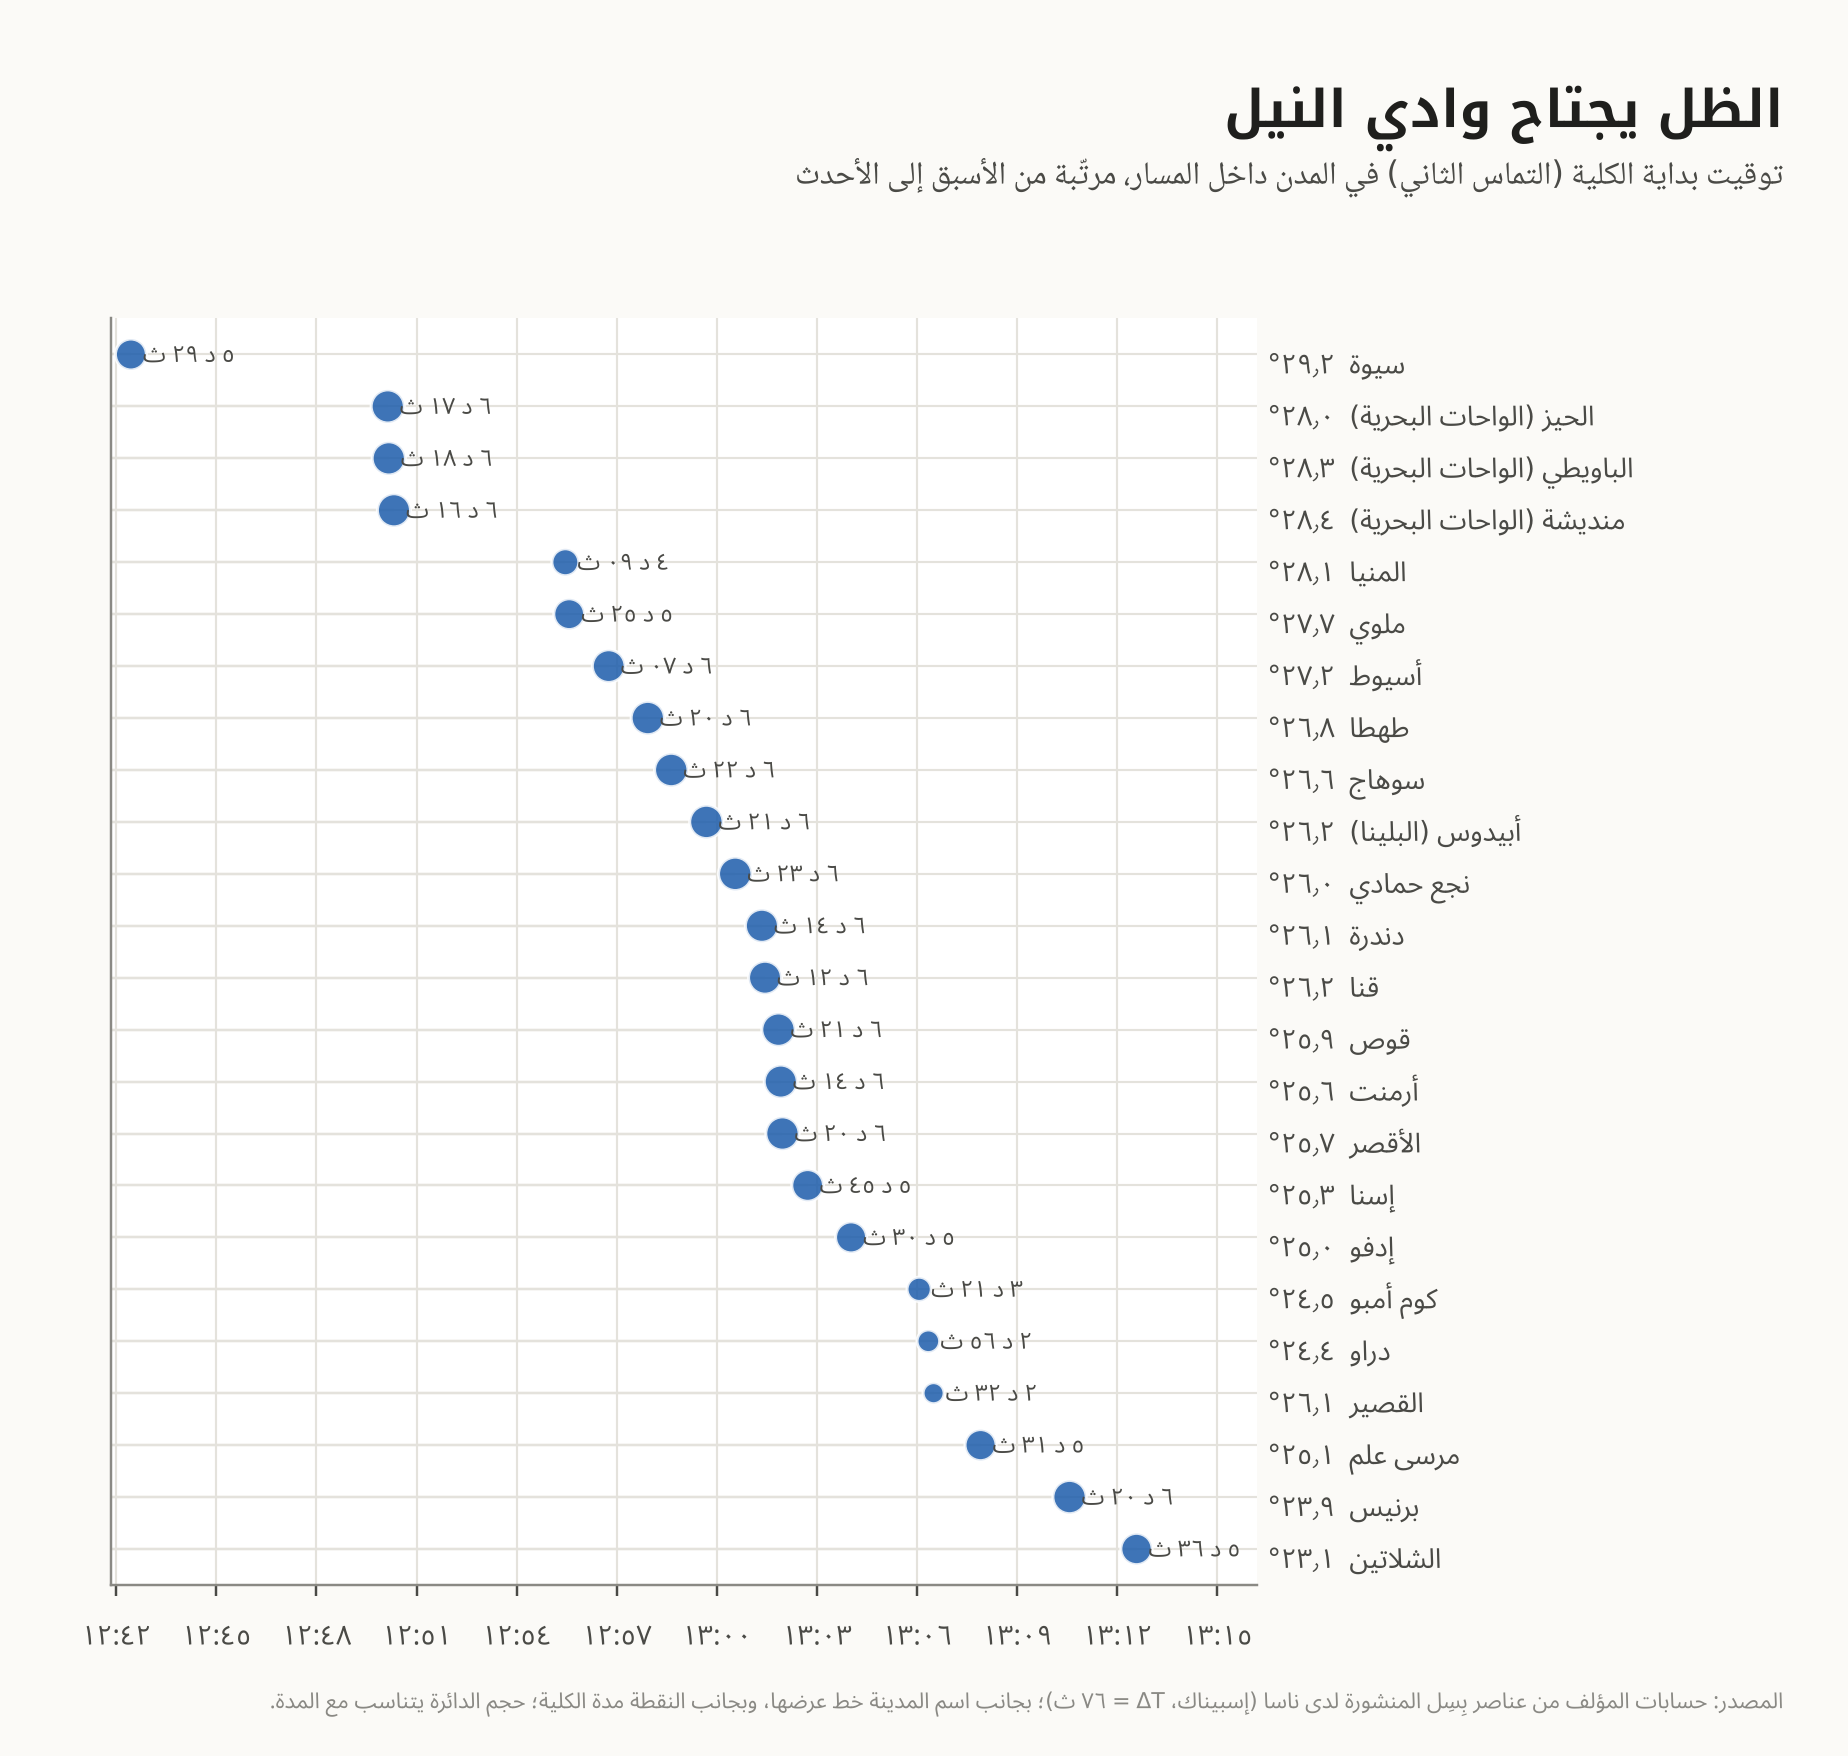 الظل يجتاح وادي النيل
توقيت بداية الكلية (التماس الثاني) في المدن داخل المسار، مرتّبة من الأسبق إلى الأحدث
سيوة ٢٩٫٢° ٥ د ٢٩ ث
الحيز (الواحات البحرية) ٢٨٫٠° ٦ د ١٧ ث
الباويطي (الواحات البحرية) ٢٨٫٣° ٦ د ١٨ ث
منديشة (الواحات البحرية) ٢٨٫٤° ٦ د ١٦ ث
المنيا ٢٨٫١° ٤ د ٠٩ ث
ملوي ٢٧٫٧° ٥ د ٢٥ ث
أسيوط ٢٧٫٢° ٦ د ٠٧ ث
طهطا ٢٦٫٨° ٦ د ٢٠ ث
سوهاج ٢٦٫٦° ٦ د ٢٢ ث
أبيدوس (البلينا) ٢٦٫٢° ٦ د ٢١ ث
نجع حمادي ٢٦٫٠° ٦ د ٢٣ ث
دندرة ٢٦٫١° ٦ د ١٤ ث
قنا ٢٦٫٢° ٦ د ١٢ ث
قوص ٢٥٫٩° ٦ د ٢١ ث
أرمنت ٢٥٫٦° ٦ د ١٤ ث
الأقصر ٢٥٫٧° ٦ د ٢٠ ث
إسنا ٢٥٫٣° ٥ د ٤٥ ث
إدفو ٢٥٫٠° ٥ د ٣٠ ث
كوم أمبو ٢٤٫٥° ٣ د ٢١ ث
دراو ٢٤٫٤° ٢ د ٥٦ ث
القصير ٢٦٫١° ٢ د ٣٢ ث
مرسى علم ٢٥٫١° ٥ د ٣١ ث
برنيس ٢٣٫٩° ٦ د ٢٠ ث
الشلاتين ٢٣٫١° ٥ د ٣٦ ث
١٢:٤٢ ١٢:٤٥ ١٢:٤٨ ١٢:٥١ ١٢:٥٤ ١٢:٥٧ ١٣:٠٠ ١٣:٠٣ ١٣:٠٦ ١٣:٠٩ ١٣:١٢ ١٣:١٥
المصدر: حسابات المؤلف من عناصر بِسِل المنشورة لدى ناسا (إسبيناك، ΔT = ٧٦ ث)؛ بجانب اسم المدينة خط عرضها، وبجانب النقطة مدة الكلية؛ حجم الدائرة يتناسب مع المدة.